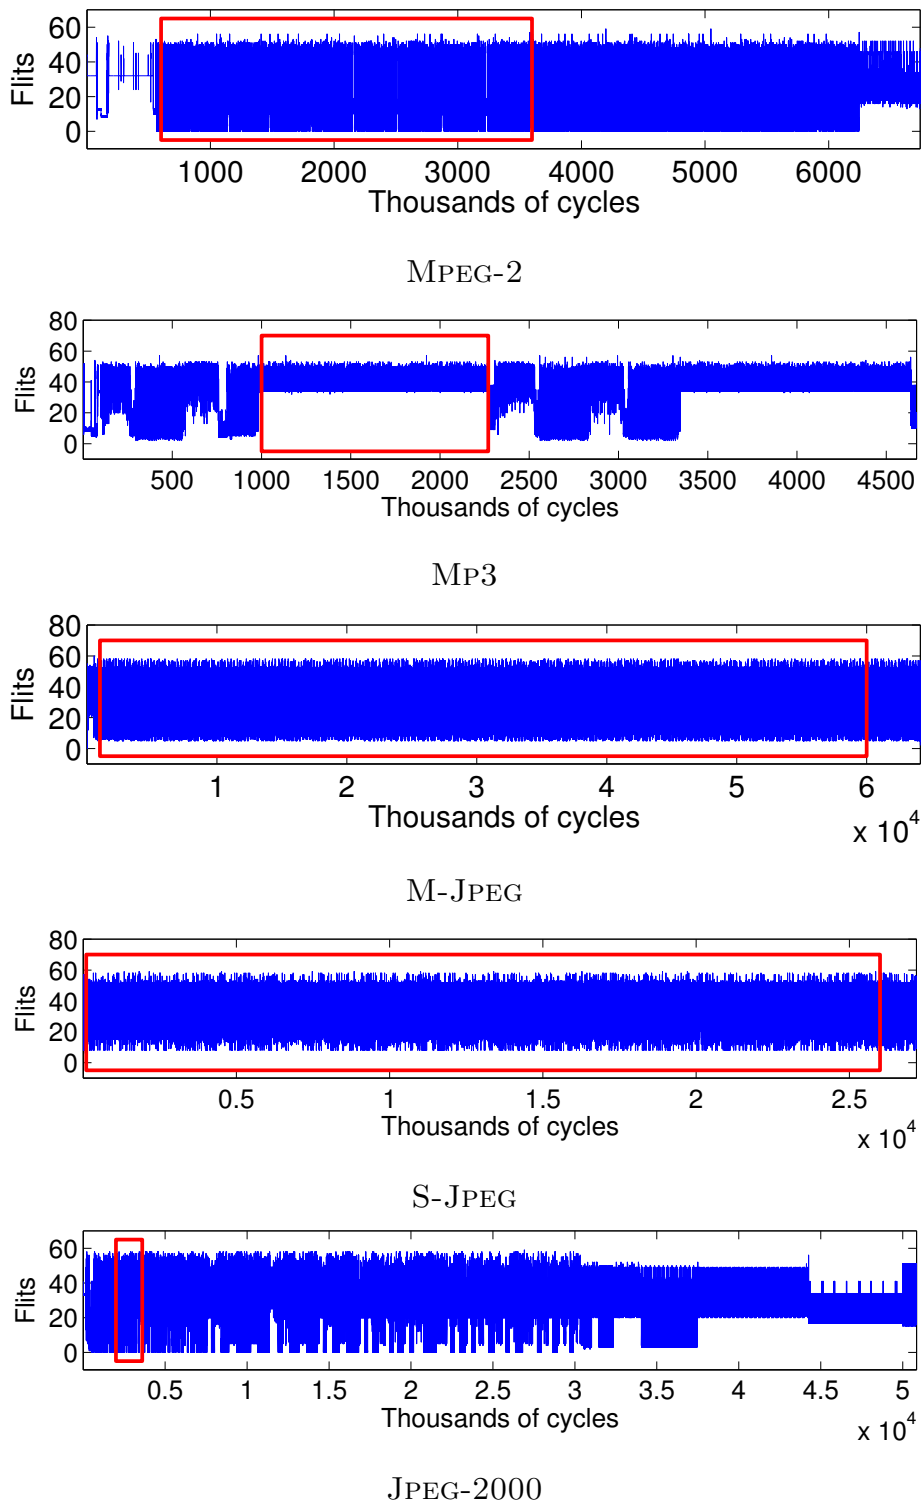 60
40
20
0
Flits
1000 2000 3000 4000 5000 6000
Thousands of cycles
MPEG-2
80
60
40
20
0
Flits
500 1000 1500 2000 2500 3000 3500 4000 4500
Thousands of cycles
MP3
80
60
40
20
0
Flits
1 2 3 4 5 6
Thousands of cycles
x 10^4
M-JPEG
80
60
40
20
0
Flits
0.5 1 1.5 2 2.5
Thousands of cycles
x 10^4
S-JPEG
60
40
20
0
Flits
0.5 1 1.5 2 2.5 3 3.5 4 4.5 5
Thousands of cycles
x 10^4
JPEG-2000